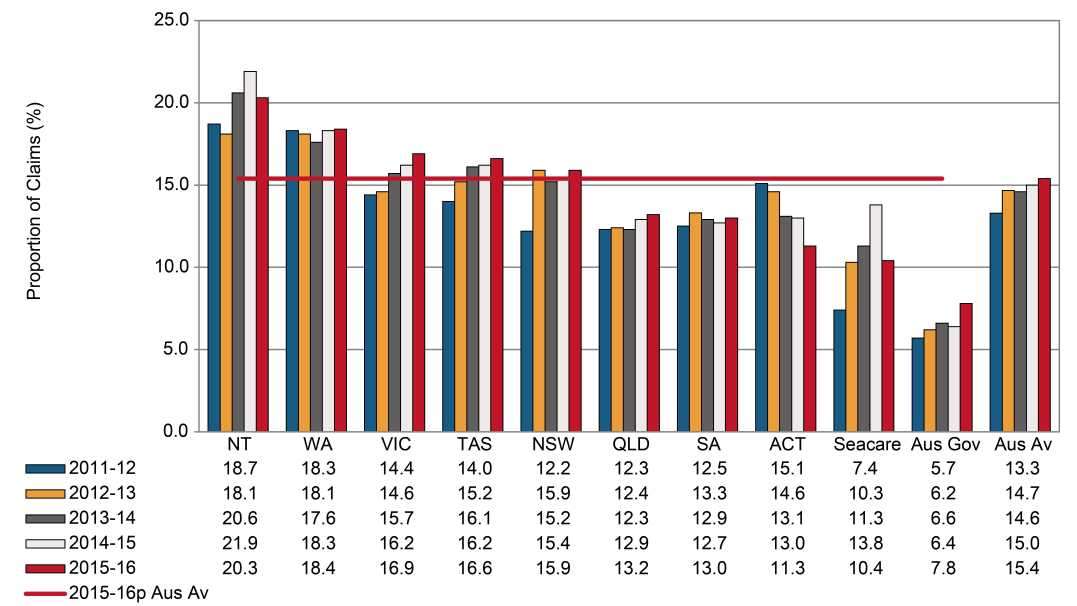 25.0
20.0
15.0
10.0
5.0
0.0
Proportion of Claims (%)
NT WA VIC TAS NSW QLD SA ACT Seacare Aus Gov Aus Av
2011-12 18.7 18.3 14.4 14.0 12.2 12.3 12.5 15.1 7.4 5.7 13.3
2012-13 18.1 18.1 14.6 15.2 15.9 12.4 13.3 14.6 10.3 6.2 14.7
2013-14 20.6 17.6 15.7 16.1 15.2 12.3 12.9 13.1 11.3 6.6 14.6
2014-15 21.9 18.3 16.2 16.2 15.4 12.9 12.7 13.0 13.8 6.4 15.0
2015-16 20.3 18.4 16.9 16.6 15.9 13.2 13.0 11.3 10.4 7.8 15.4
2015-16p Aus Av